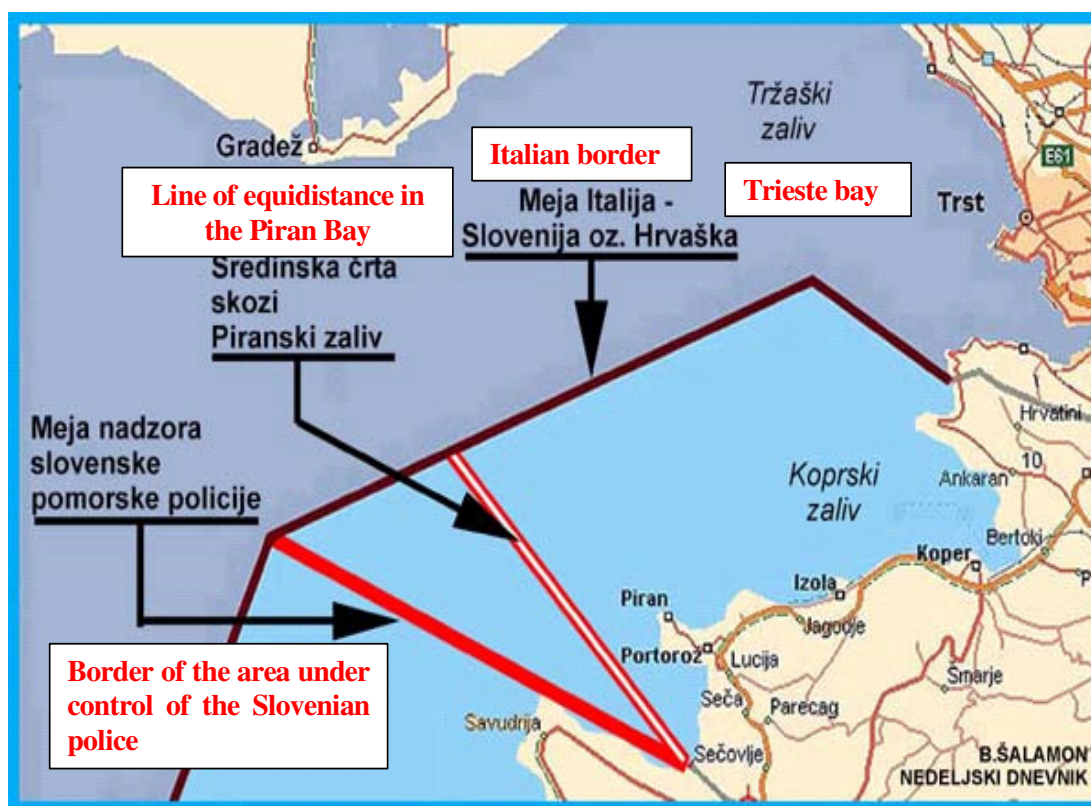 Tržaški
zaliv
Gradež
E61
Italian border
Line of equidistance in
the Piran Bay
Trieste bay
Meja Italija -
Slovenija oz. Hrvaška
Trst
Sredinska črta
skozi
Piranski zaliv
Meja nadzora
slovenske
pomorske policije
Hrvatini
10
Ankaran
Koprski
zaliv
Bertoki
Koper
Izola
P
Piran
Jagodje
Portorož
Lucija
Šmarje
Seča
Parecag
Border of the area under
control of the Slovenian
police
Savudrija
Sečovlje
B.ŠALAMON
NEDELJSKI DNEVNIK